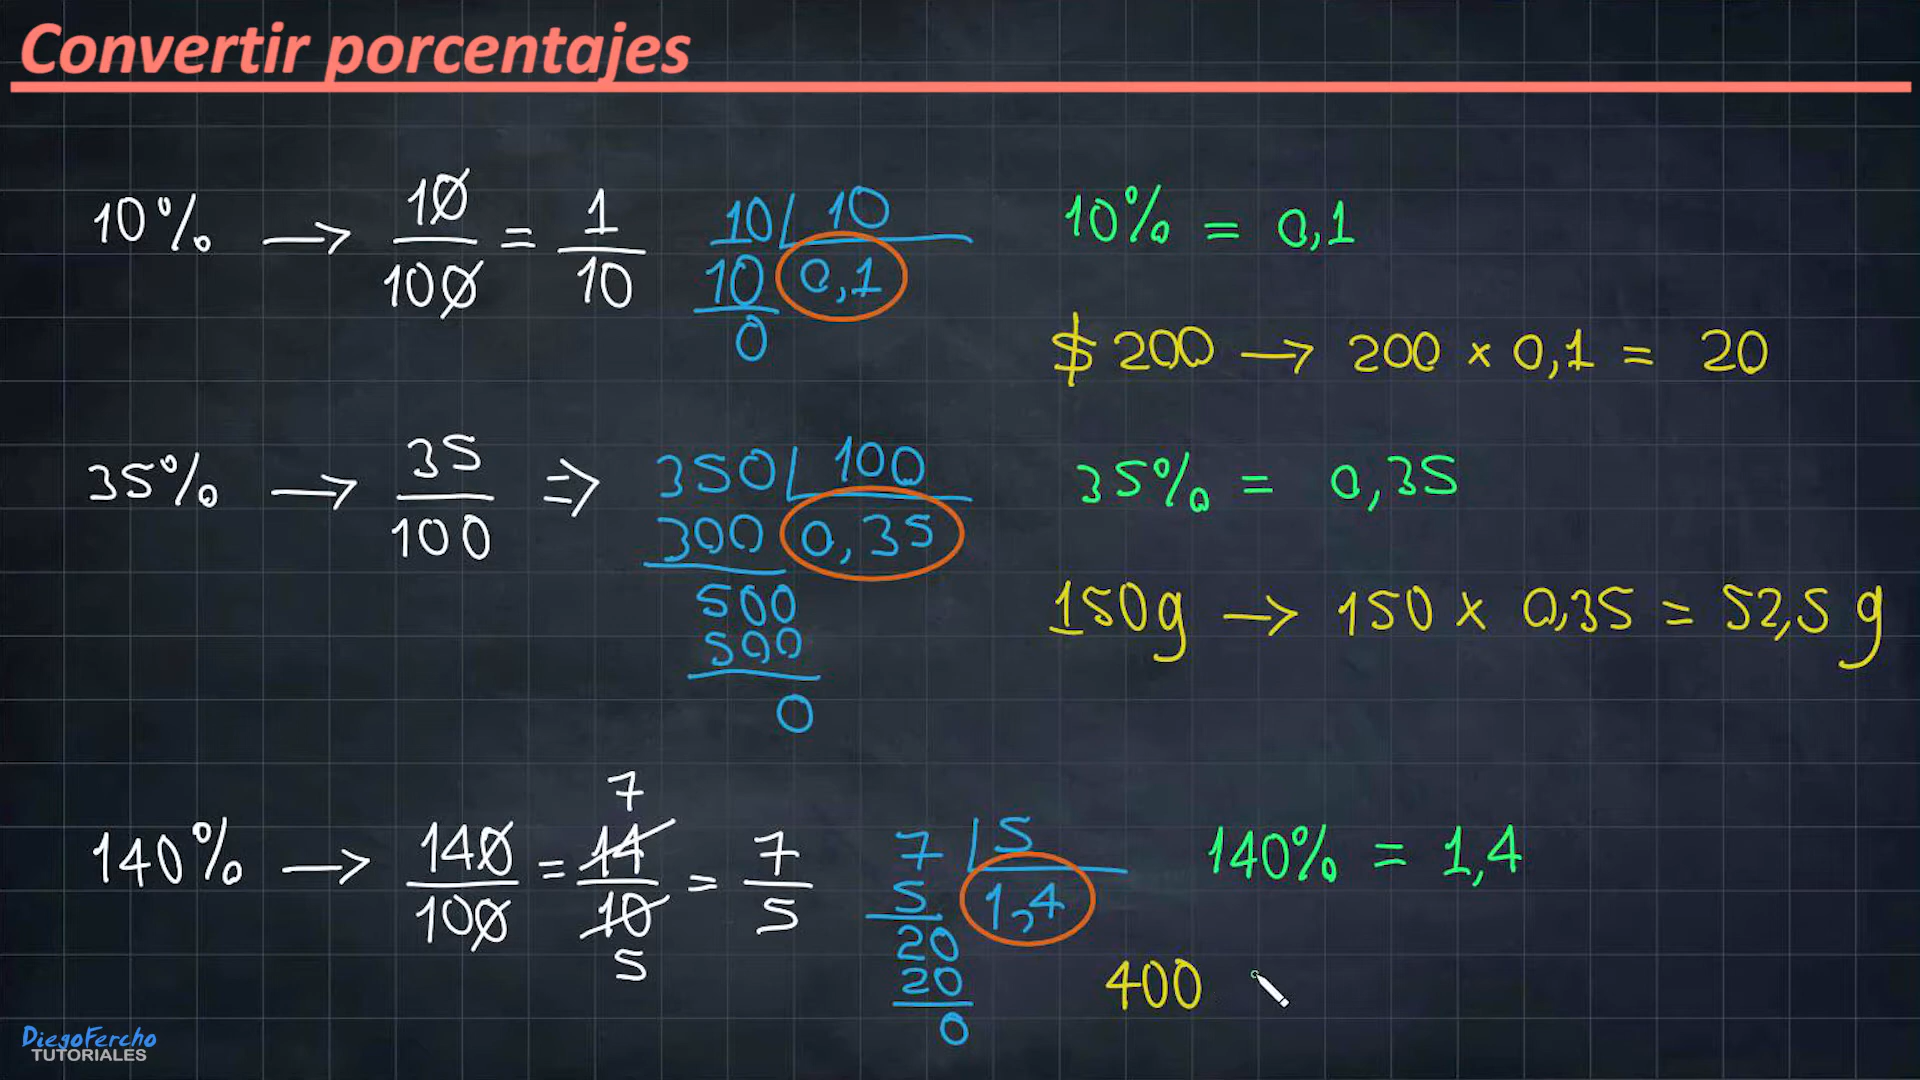 Convertir porcentajes
10% → 10/100 = 1/10
10 | 10
10 0,1
0
10% = 0,1
$ 200 → 200 × 0,1 = 20
35% → 35/100 ⇒
350 | 100
300 0,35
500
500
0
35% = 0,35
150g → 150 × 0,35 = 52,5 g
7
140% → 140/100 = 14/10 = 7/5
5
7 | 5
5 1,4
20
20
0
140% = 1,4
400
DiegoFercho
TUTORIALES